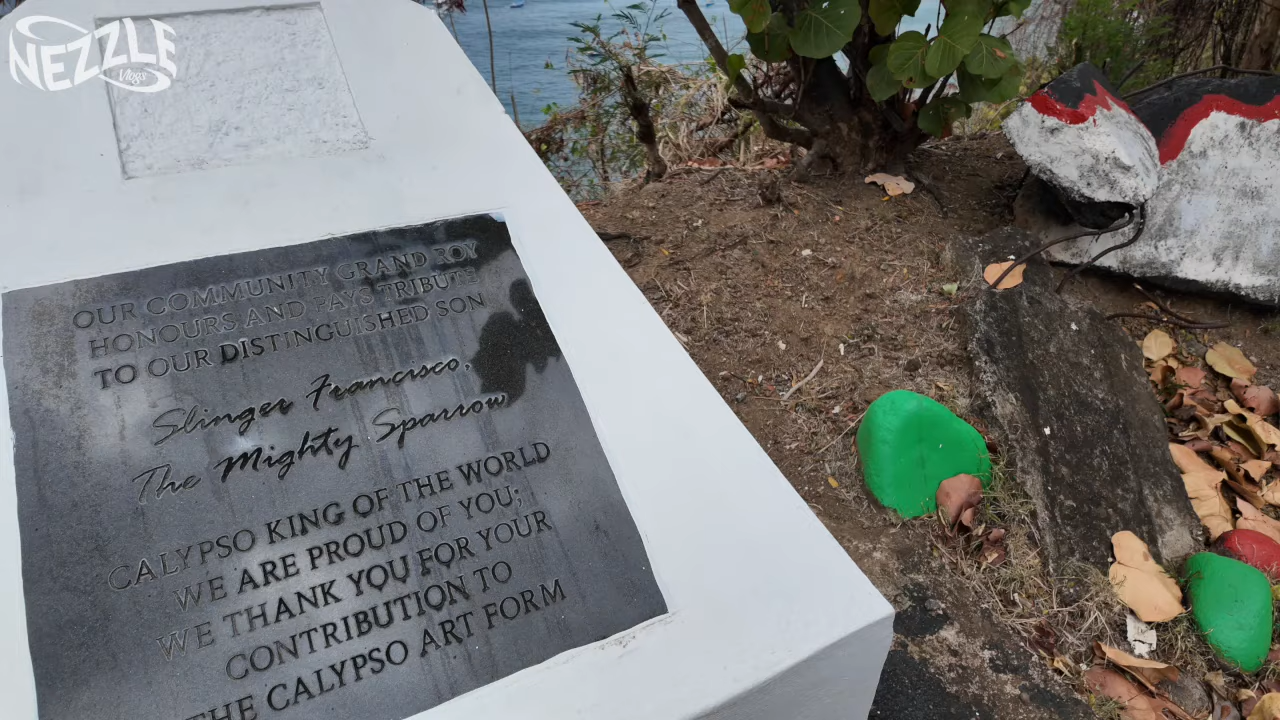 NEZZLE
Vlogs
OUR COMMUNITY GRAND ROY
HONOURS AND PAYS TRIBUTE
TO OUR DISTINGUISHED SON
Slinger Francisco,
The Mighty Sparrow
CALYPSO KING OF THE WORLD
WE ARE PROUD OF YOU;
WE THANK YOU FOR YOUR
CONTRIBUTION TO
THE CALYPSO ART FORM